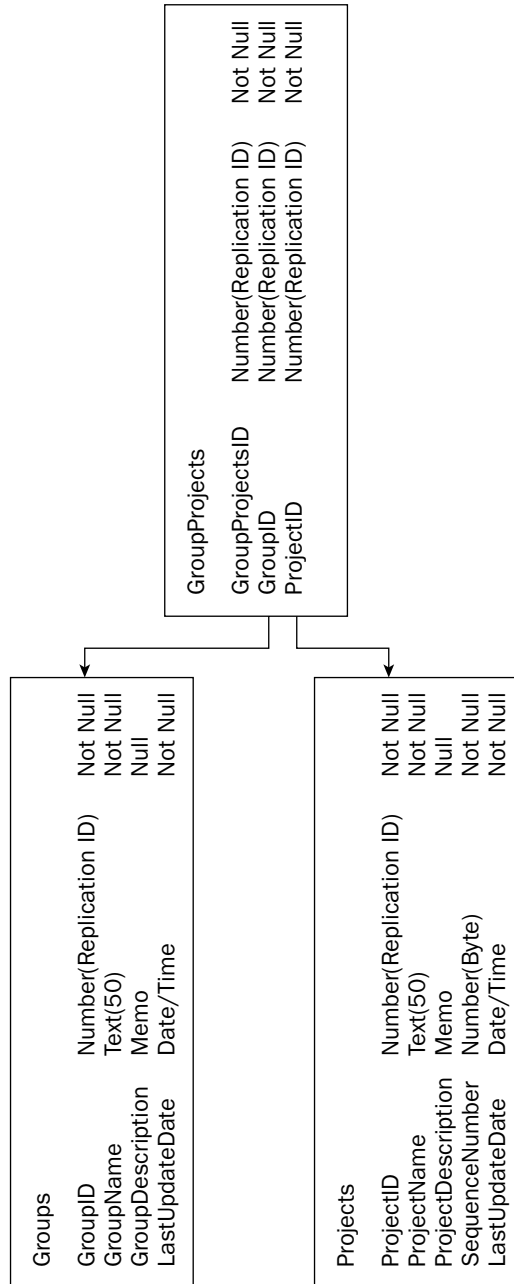 Groups
GroupID Number(Replication ID) Not Null
GroupName Text(50) Not Null
GroupDescription Memo Null
LastUpdateDate Date/Time Not Null
Projects
ProjectID Number(Replication ID) Not Null
ProjectName Text(50) Not Null
ProjectDescription Memo Null
SequenceNumber Number(Byte) Not Null
LastUpdateDate Date/Time Not Null
GroupProjects
GroupProjectsID Number(Replication ID) Not Null
GroupID Number(Replication ID) Not Null
ProjectID Number(Replication ID) Not Null